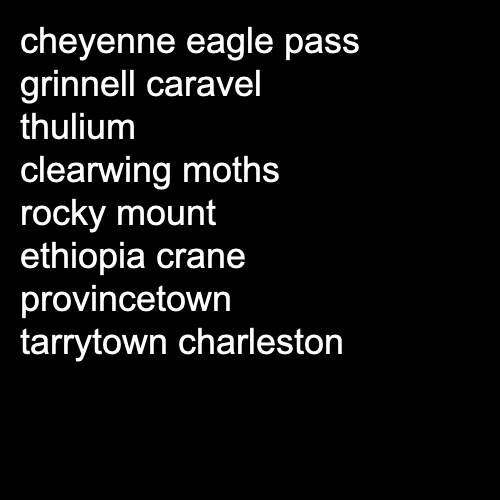 cheyenne eagle pass
grinnell caravel
thulium
clearwing moths
rocky mount
ethiopia crane
provincetown
tarrytown charleston